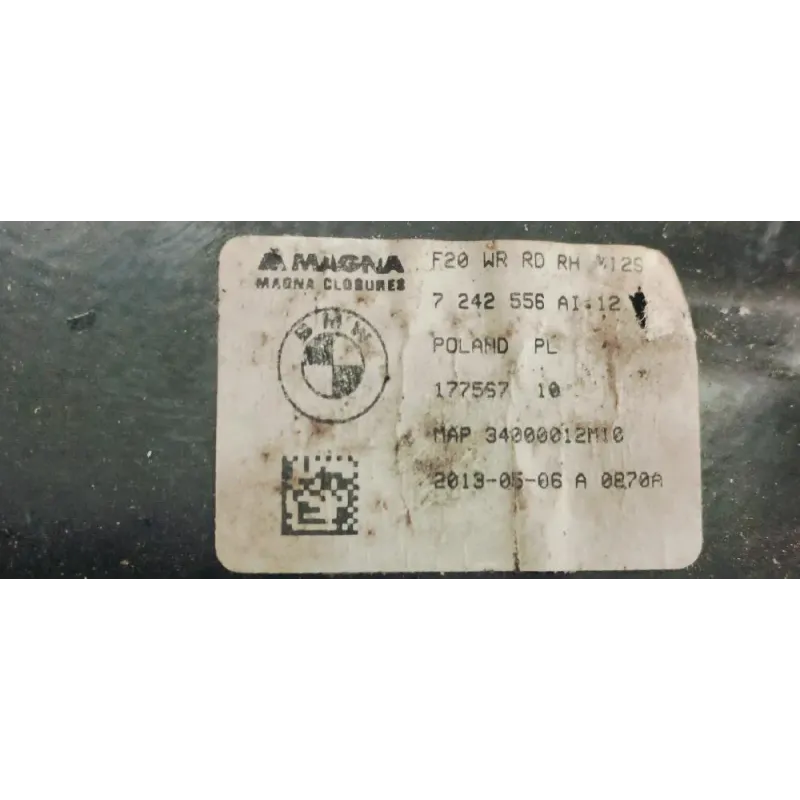 MAGNA
MAGNA CLOSURES
BMW
F20 WR RD RH
7 242 556 AI:12
POLAND PL
177567 10
MAP 34000012M10
2013-05-06 A 0870A